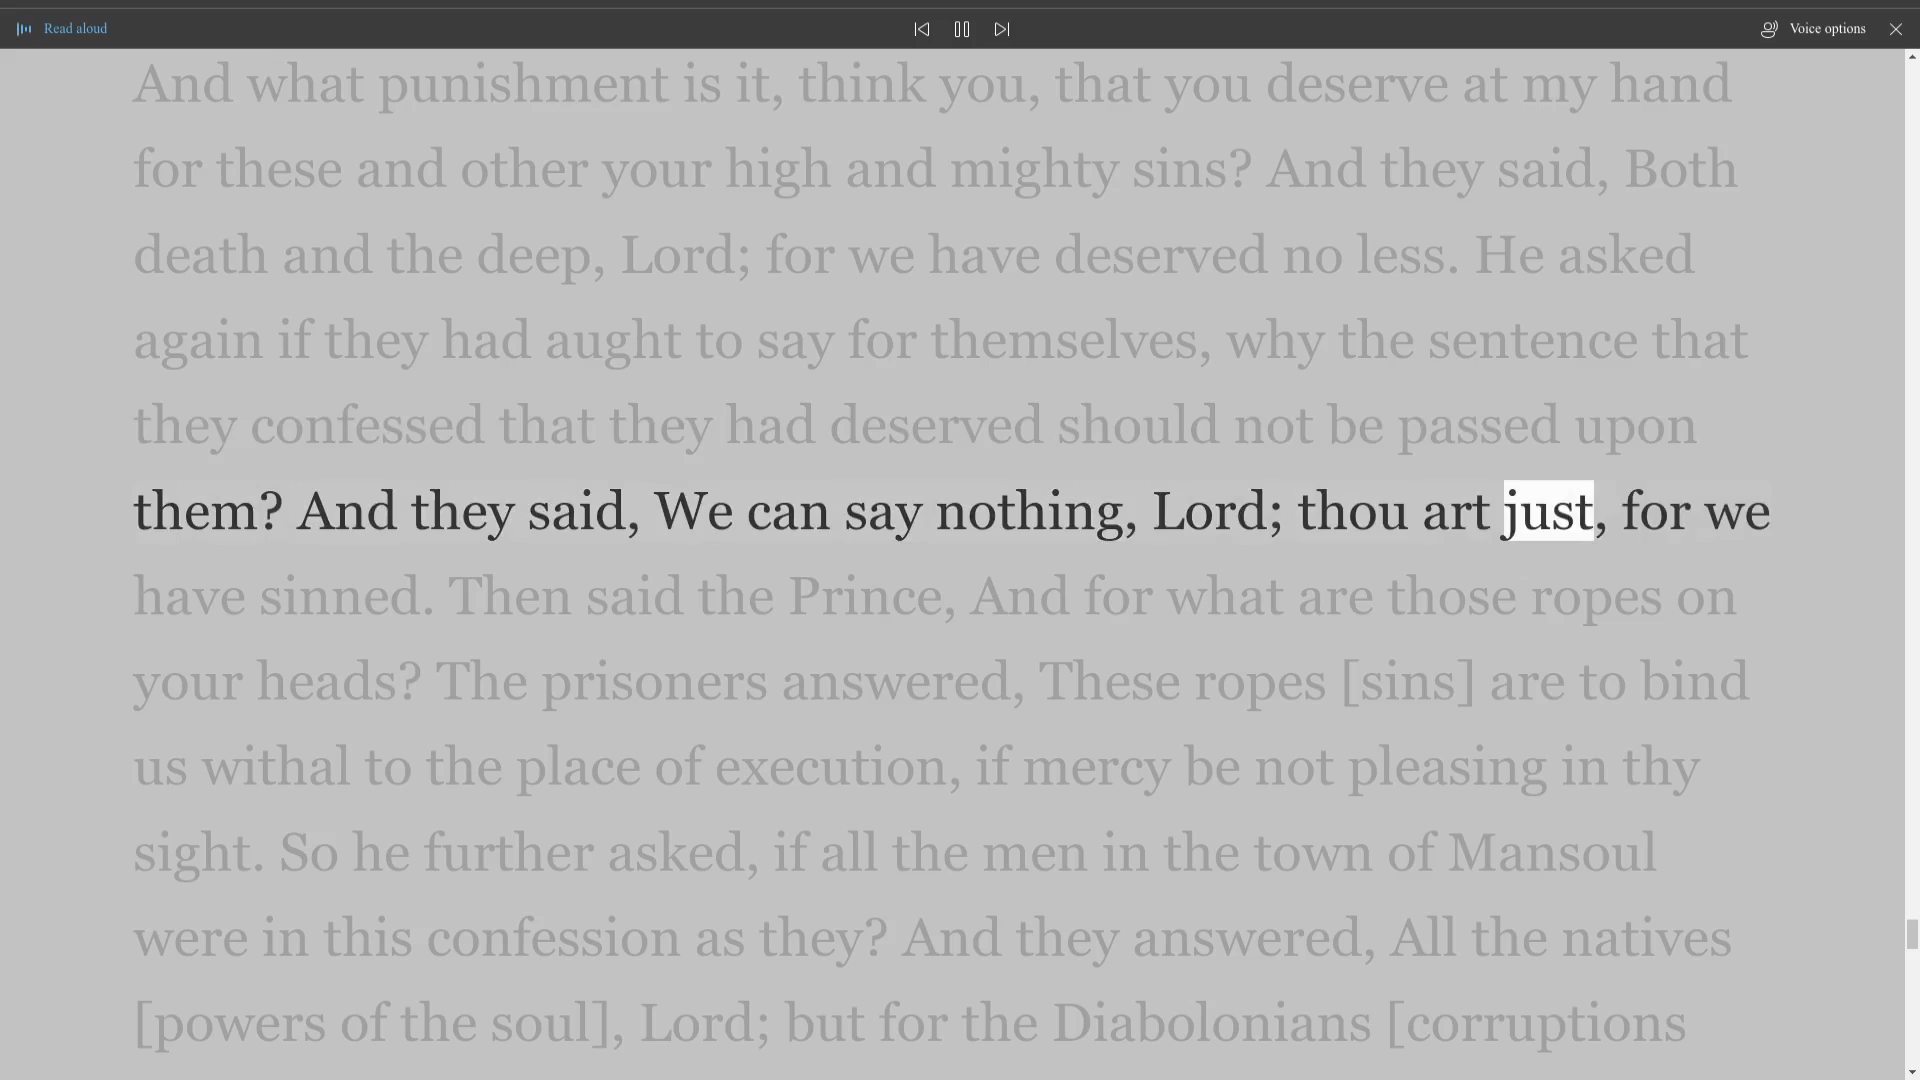 Read aloud
Voice options
And what punishment is it, think you, that you deserve at my hand
for these and other your high and mighty sins? And they said, Both
death and the deep, Lord; for we have deserved no less. He asked
again if they had aught to say for themselves, why the sentence that
they confessed that they had deserved should not be passed upon
them? And they said, We can say nothing, Lord; thou art just, for we
have sinned. Then said the Prince, And for what are those ropes on
your heads? The prisoners answered, These ropes [sins] are to bind
us withal to the place of execution, if mercy be not pleasing in thy
sight. So he further asked, if all the men in the town of Mansoul
were in this confession as they? And they answered, All the natives
[powers of the soul], Lord; but for the Diabolonians [corruptions